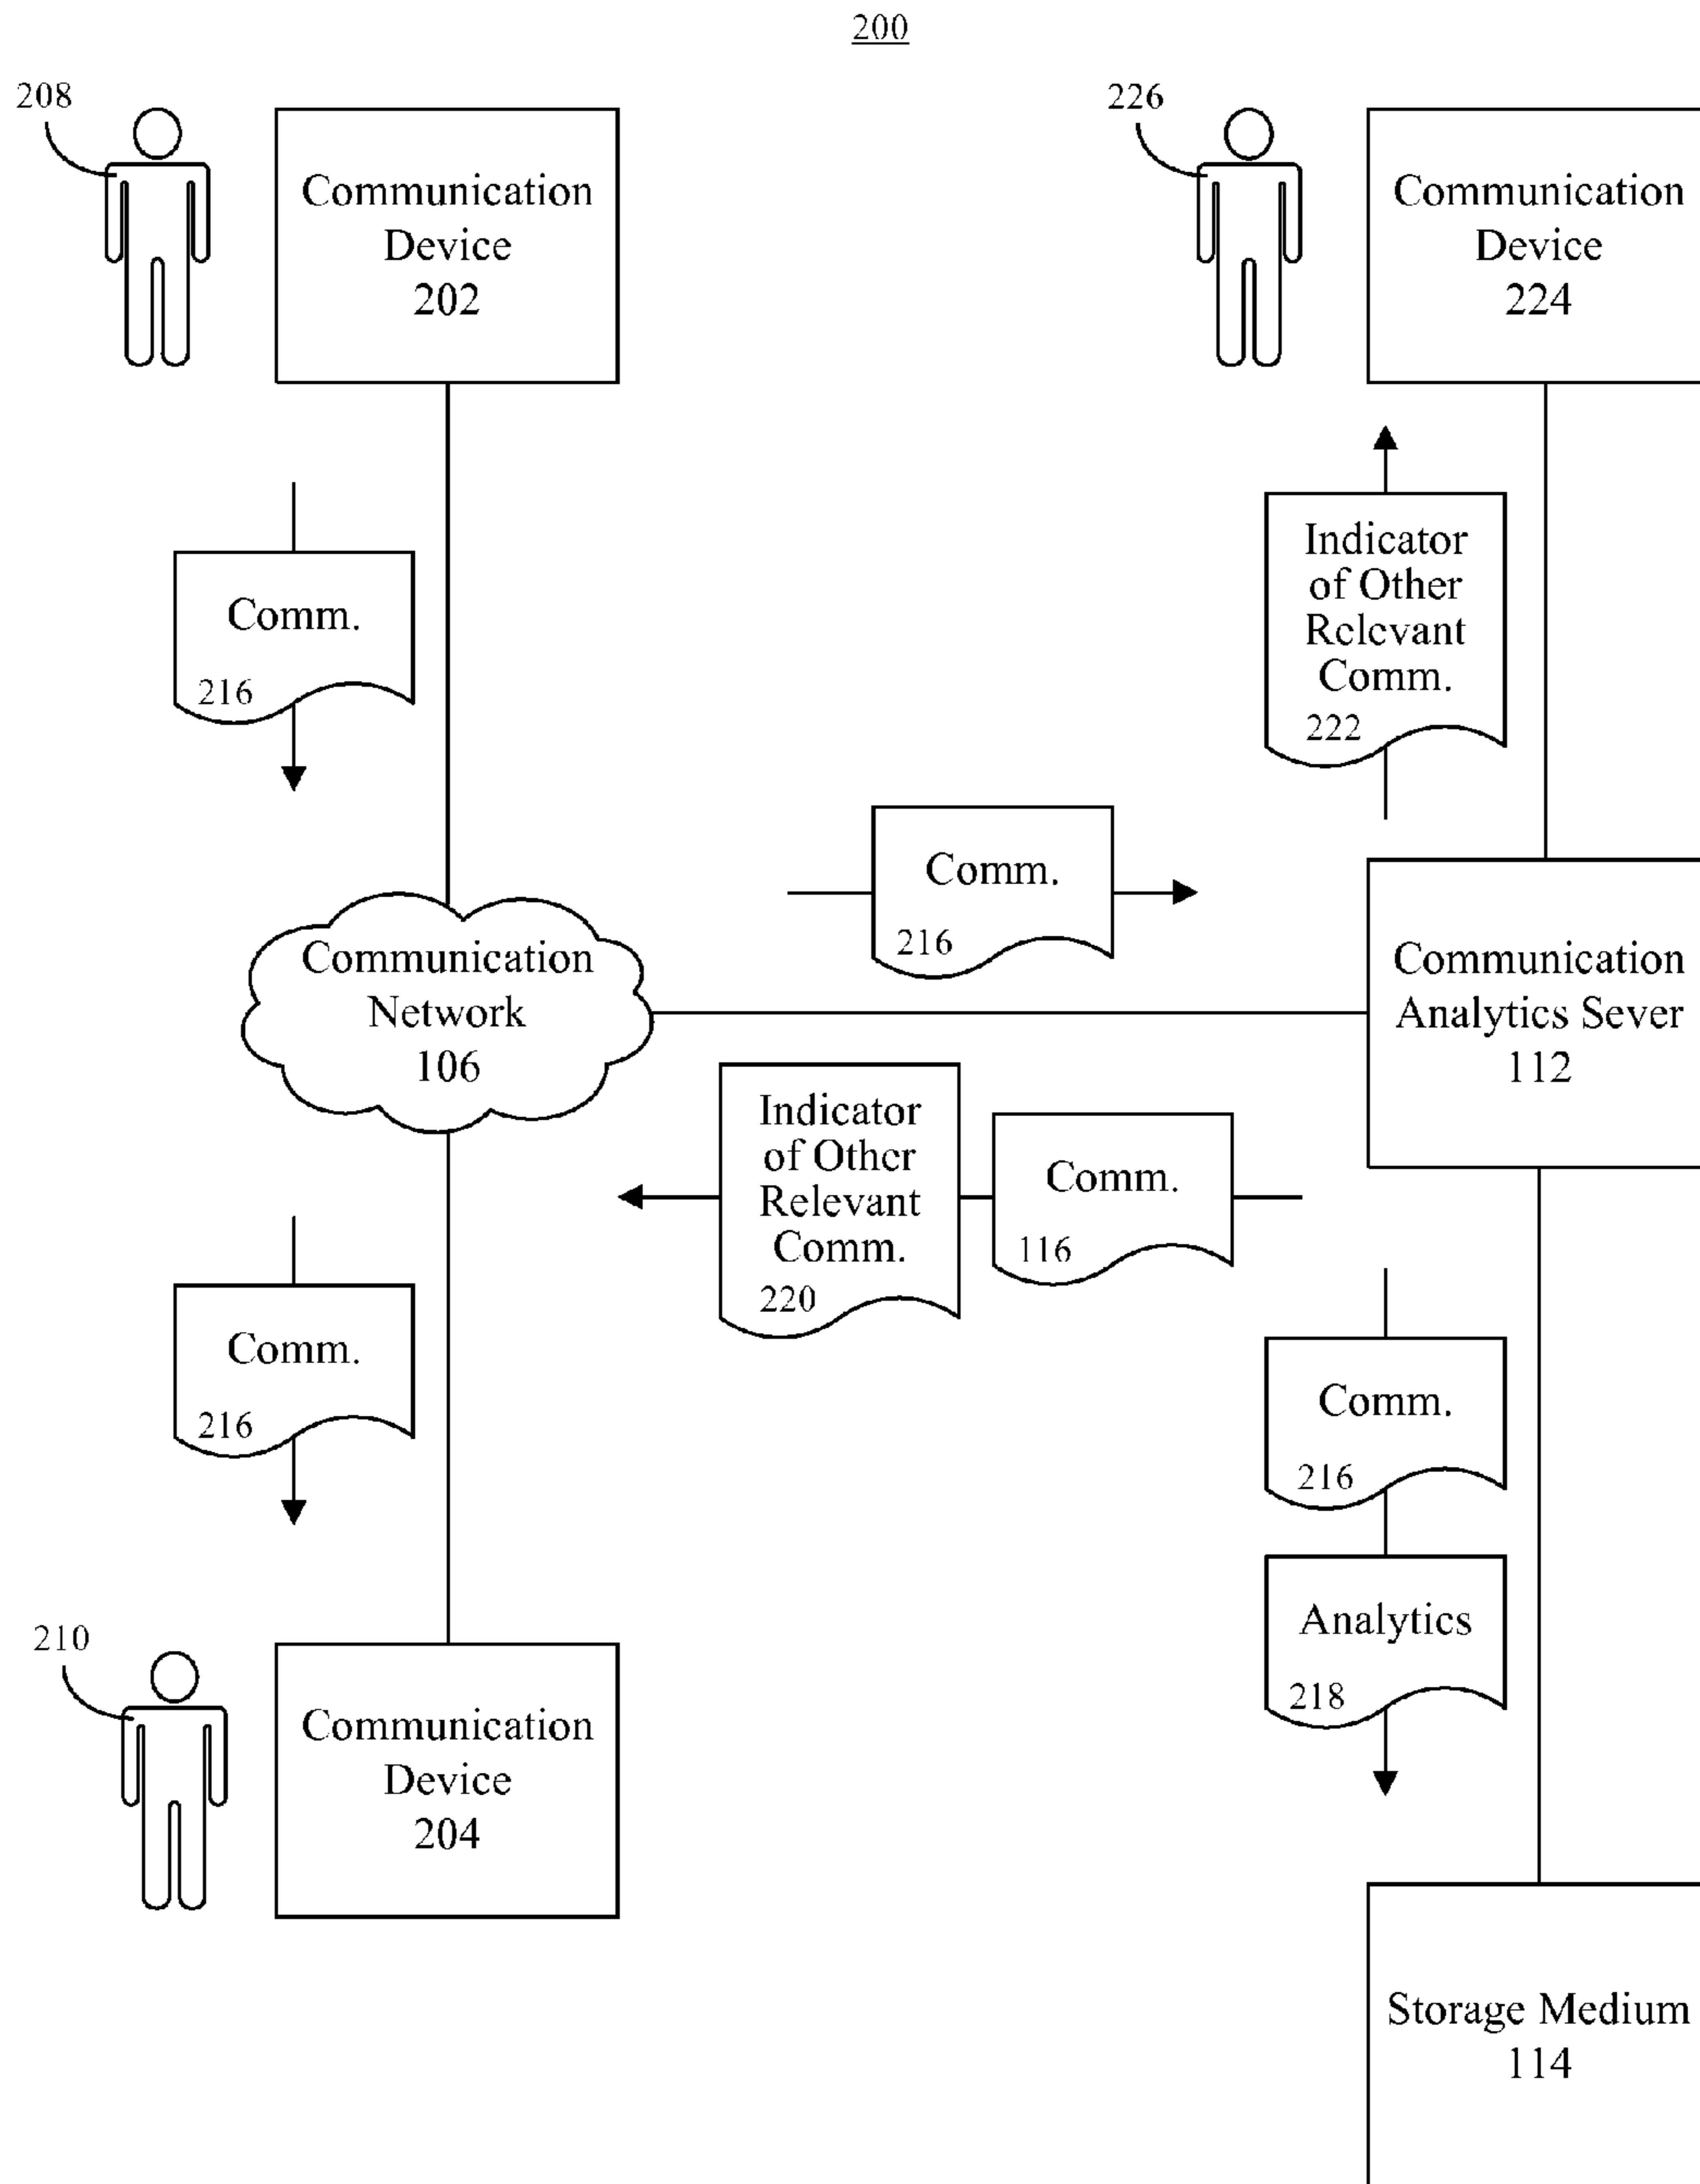 200
208
Communication
Device
202
226
Communication
Device
224
Comm.
216
Indicator
of Other
Relevant
Comm.
222
Comm.
216
Communication
Network
106
Communication
Analytics Sever
112
Indicator
of Other
Relevant
Comm.
220
Comm.
116
Comm.
216
Comm.
216
Analytics
218
210
Communication
Device
204
Storage Medium
114